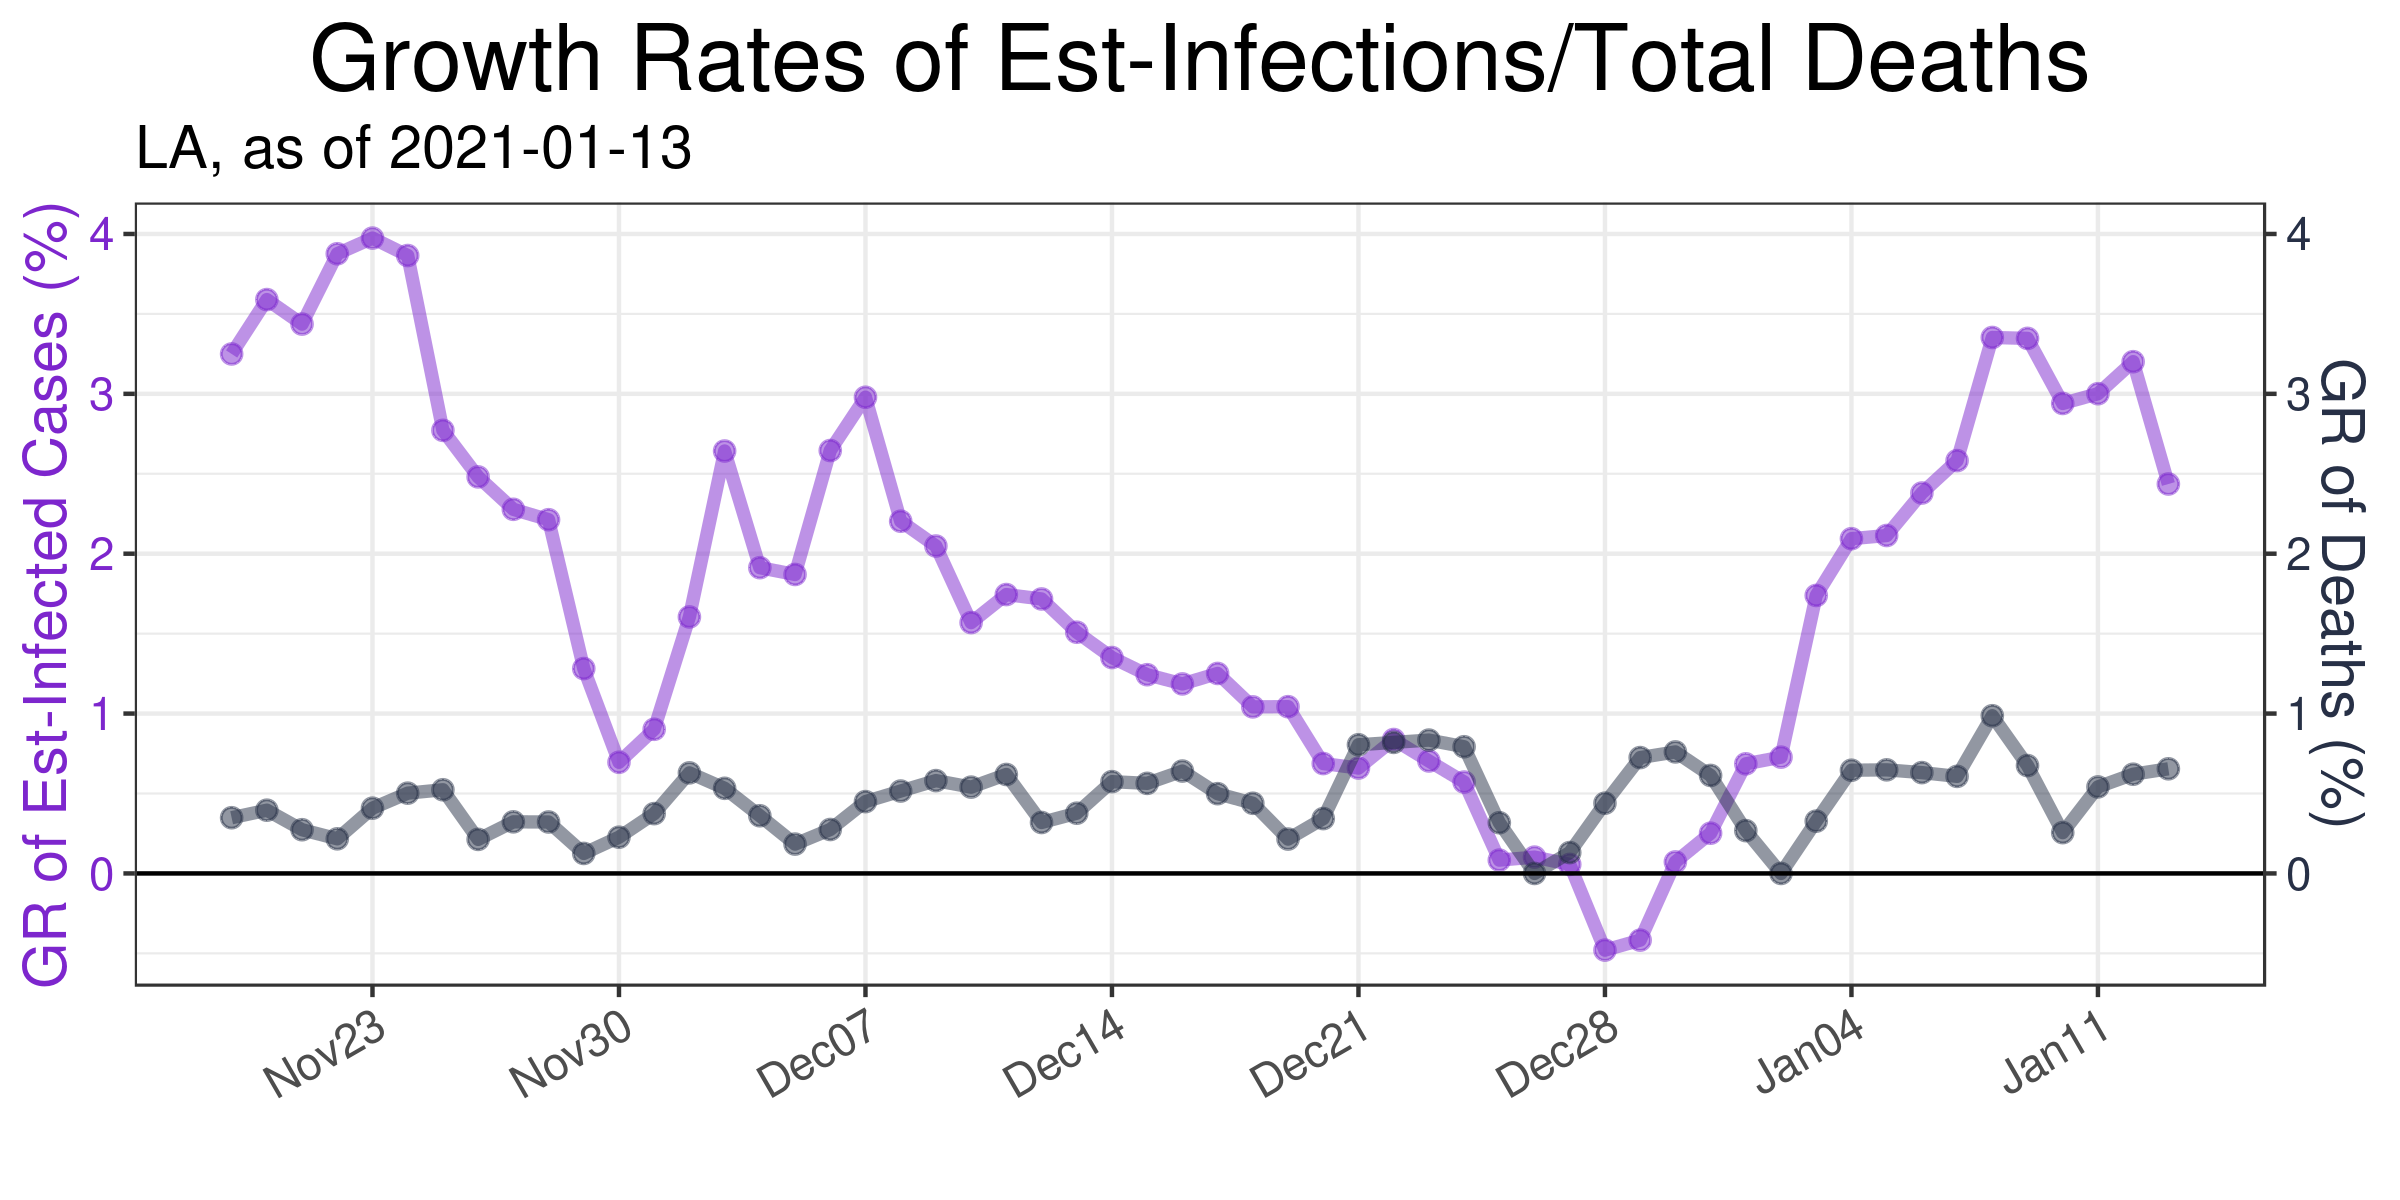 Growth Rates of Est-Infections/Total Deaths
LA, as of 2021-01-13
GR of Est-Infected Cases (%)
4
3
2
1
0
4
3
2
1
0
GR of Deaths (%)
Nov23
Nov30
Dec07
Dec14
Dec21
Dec28
Jan04
Jan11